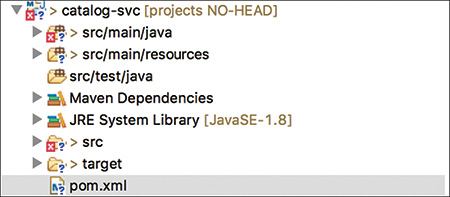 > catalog-svc [projects NO-HEAD]
> src/main/java
> src/main/resources
src/test/java
Maven Dependencies
JRE System Library [JavaSE-1.8]
> src
> target
pom.xml